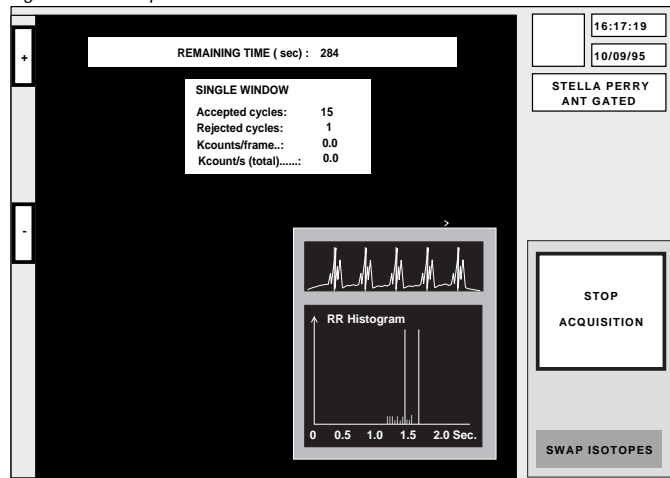 16:17:19
10/09/95
STELLA PERRY
ANT GATED
+
REMAINING TIME ( sec) : 284
SINGLE WINDOW
Accepted cycles: 15
Rejected cycles: 1
Kcounts/frame..: 0.0
Kcount/s (total)......: 0.0
-
>
RR Histogram
0 0.5 1.0 1.5 2.0 Sec.
STOP
ACQUISITION
SWAP ISOTOPES